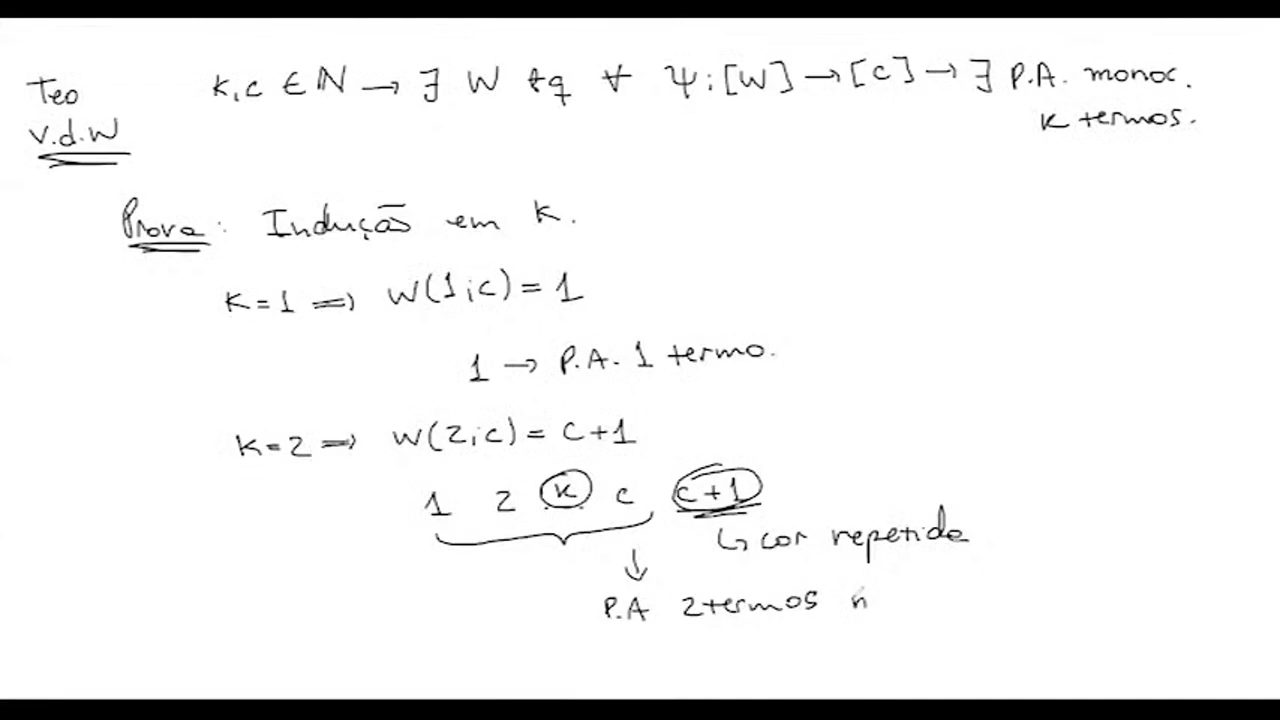 Teo k,c ∈ ℕ → ∃ W tq ∀ Ψ:[W] → [c] → ∃ P.A. monoc.
V.d.W k termos.
Prova: Indução em k.
k=1 ⇒ W(1;c) = 1
1 → P.A. 1 termo.
k=2 ⇒ W(2;c) = c+1
1 2 k c c+1
↳ cor repetida
↓
P.A 2 termos